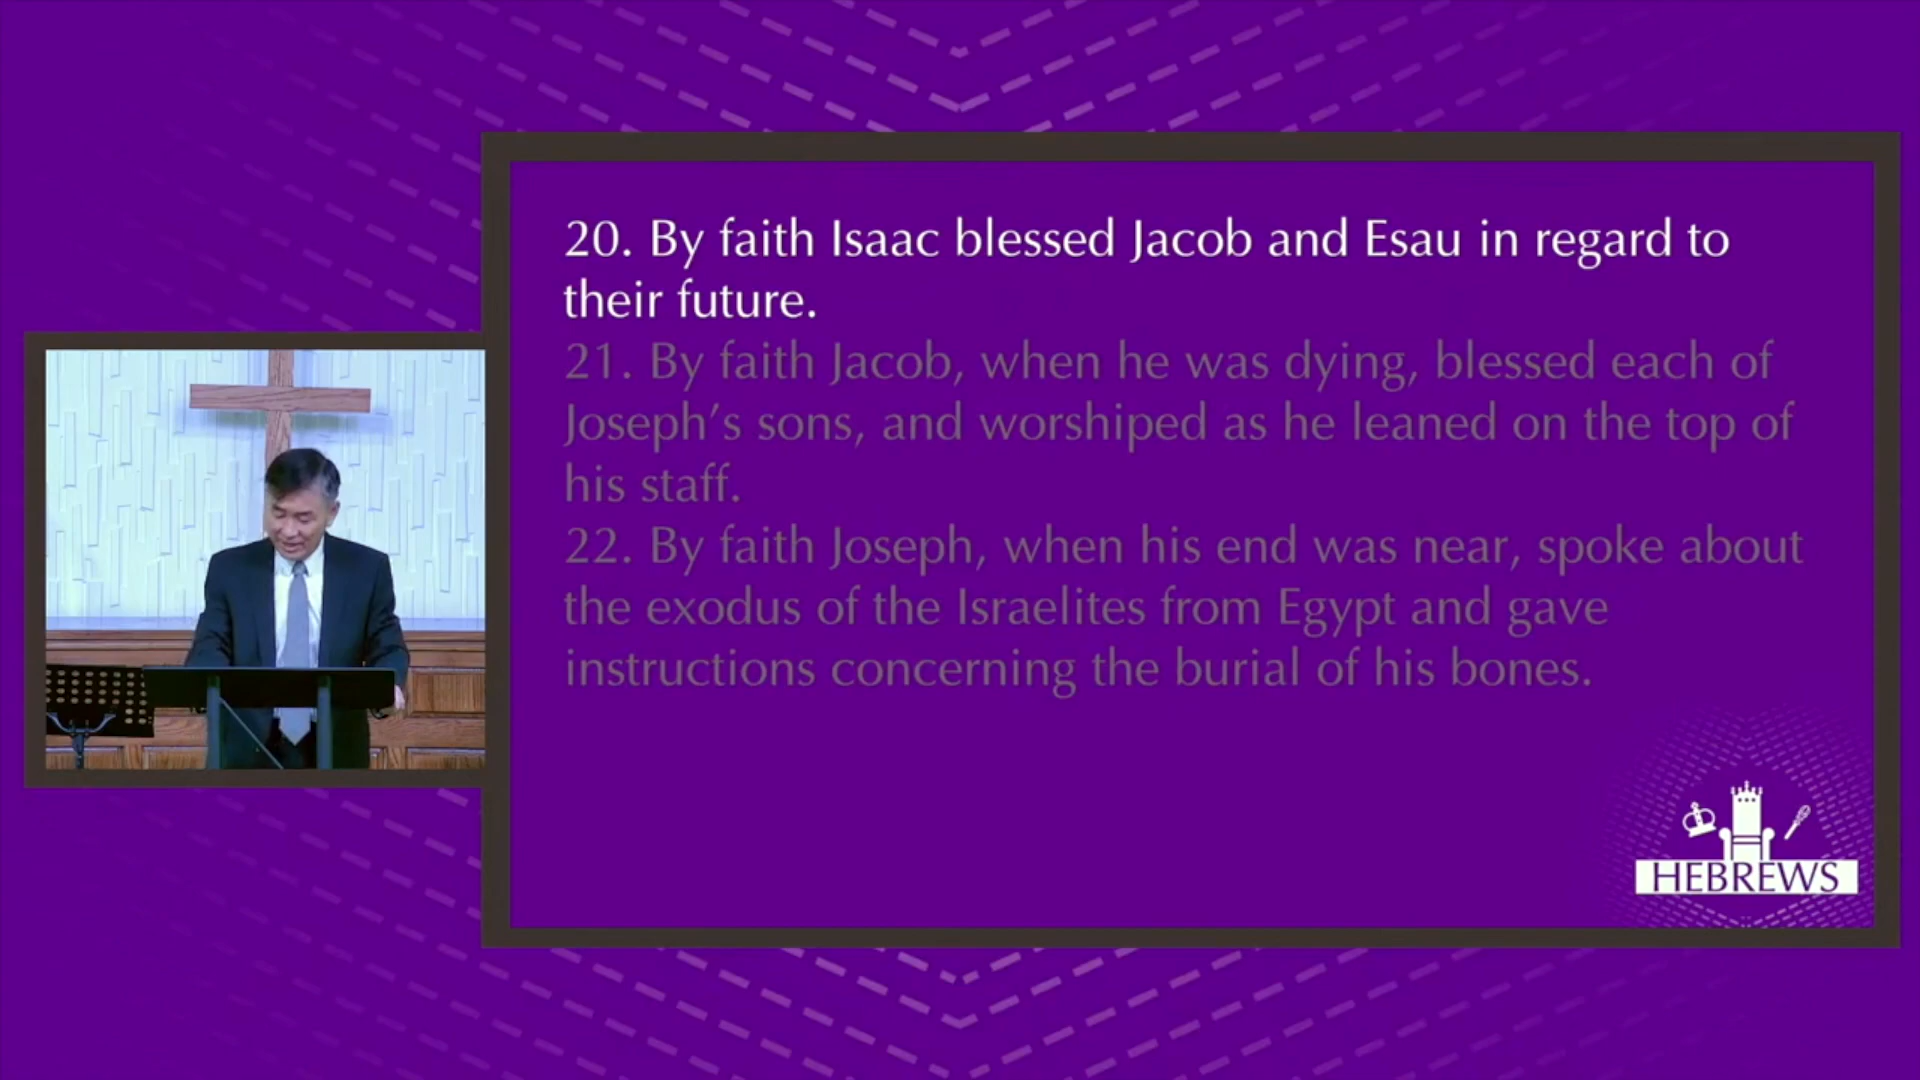 20. By faith Isaac blessed Jacob and Esau in regard to
their future.
21. By faith Jacob, when he was dying, blessed each of
Joseph’s sons, and worshiped as he leaned on the top of
his staff.
22. By faith Joseph, when his end was near, spoke about
the exodus of the Israelites from Egypt and gave
instructions concerning the burial of his bones.
HEBREWS